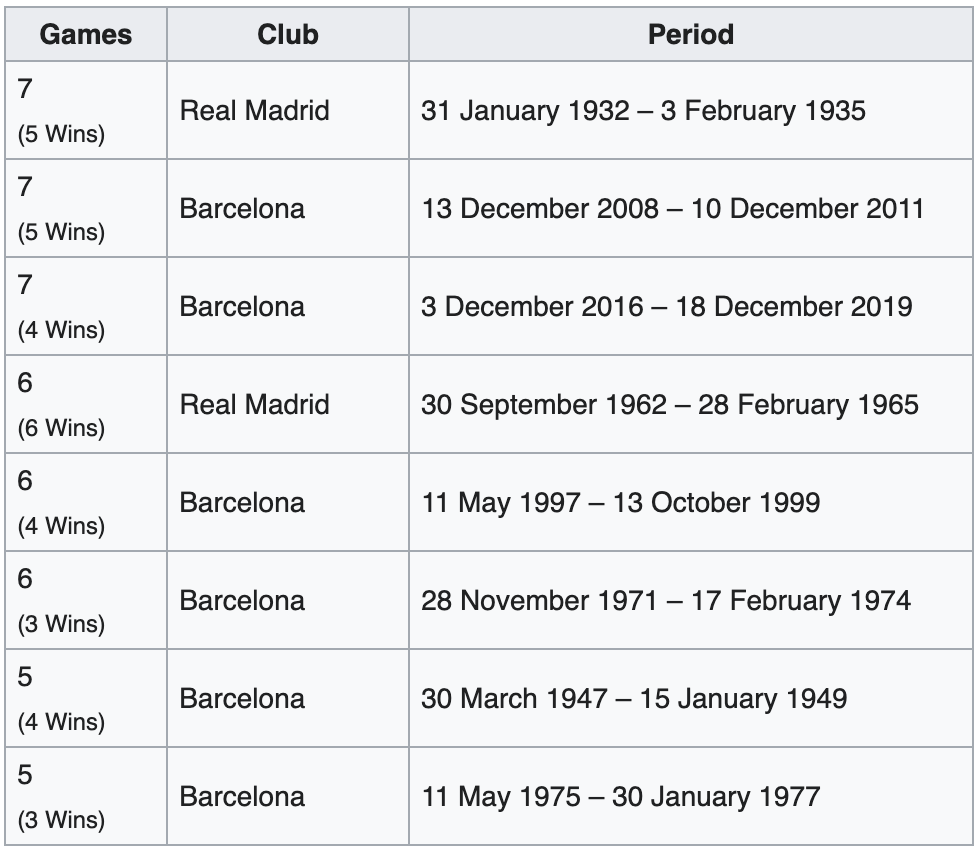 Games Club Period
7
(5 Wins)
Real Madrid
31 January 1932 – 3 February 1935
7
(5 Wins)
Barcelona
13 December 2008 – 10 December 2011
7
(4 Wins)
Barcelona
3 December 2016 – 18 December 2019
6
(6 Wins)
Real Madrid
30 September 1962 – 28 February 1965
6
(4 Wins)
Barcelona
11 May 1997 – 13 October 1999
6
(3 Wins)
Barcelona
28 November 1971 – 17 February 1974
5
(4 Wins)
Barcelona
30 March 1947 – 15 January 1949
5
(3 Wins)
Barcelona
11 May 1975 – 30 January 1977